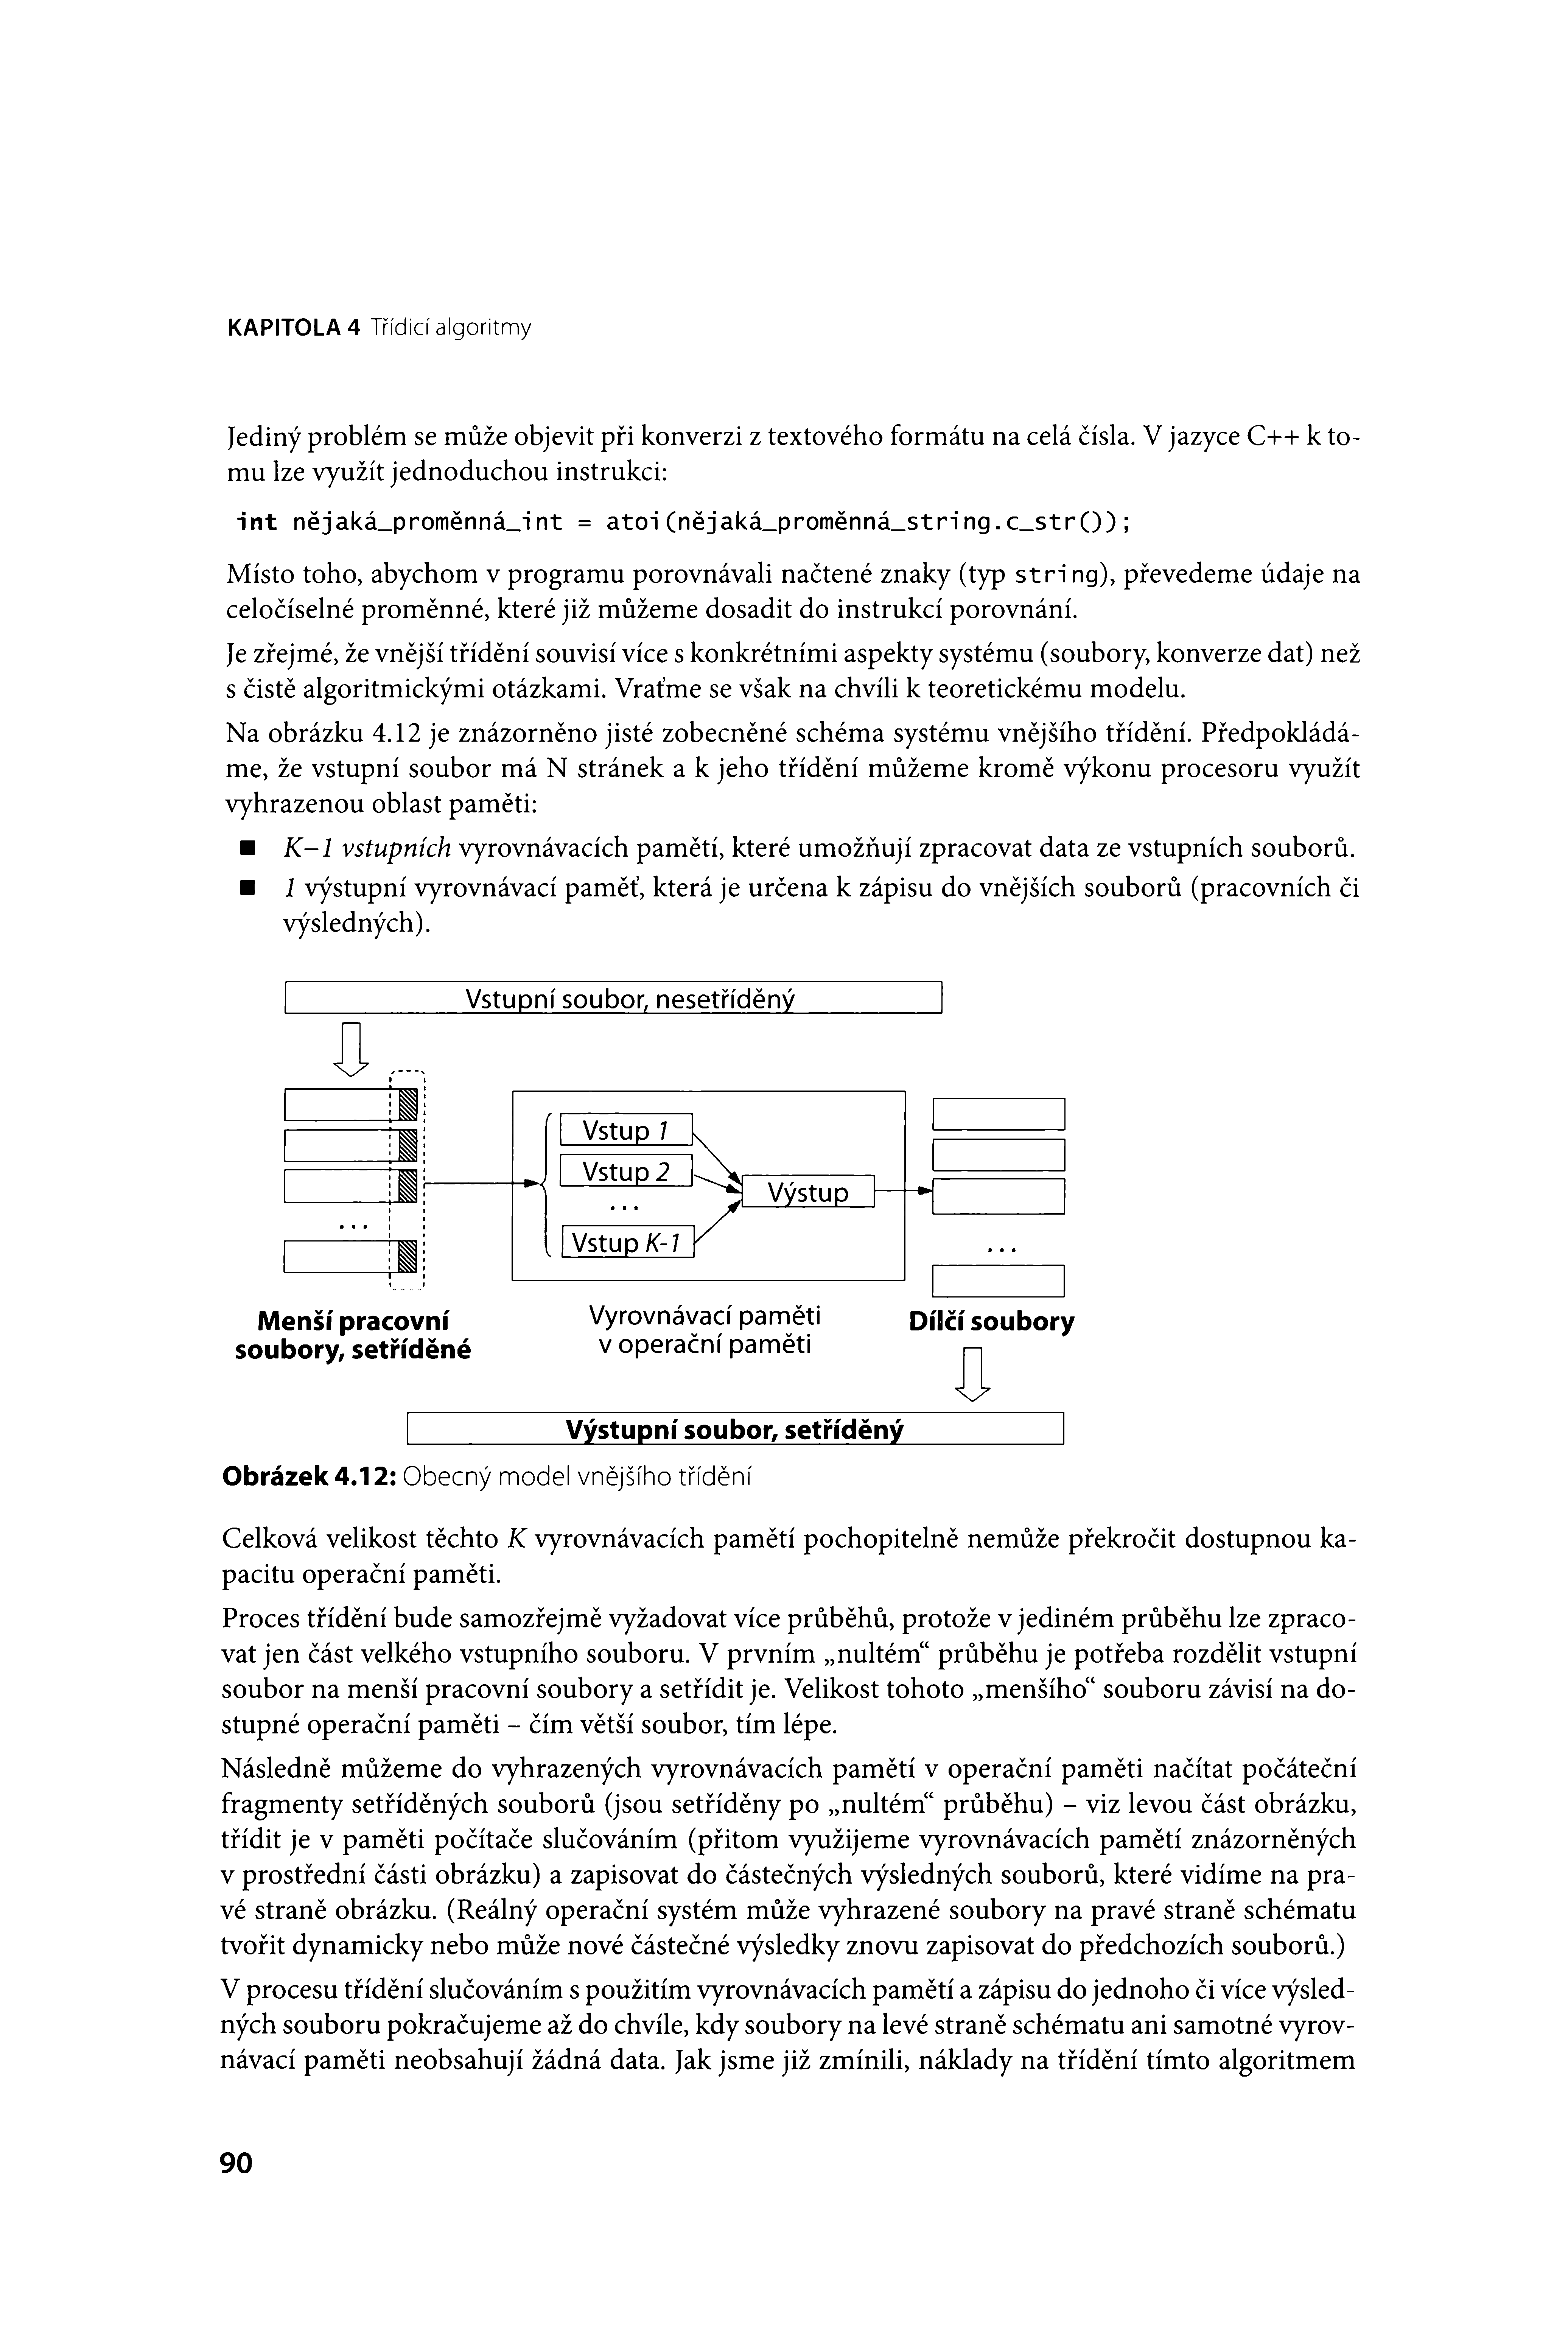 KAPITOLA 4 Třídicí algoritmy
Jediný problém se může objevit při konverzi z textového formátu na celá čísla. V jazyce C++ k to-
mu lze využít jednoduchou instrukci:
int nějaká_proměnná_int = atoi(nějaká_proměnná_string.c_str());
Místo toho, abychom v programu porovnávali načtené znaky (typ string), převedeme údaje na
celočíselné proměnné, které již můžeme dosadit do instrukcí porovnání.
Je zřejmé, že vnější třídění souvisí více s konkrétními aspekty systému (soubory, konverze dat) než
s čistě algoritmickými otázkami. Vraťme se však na chvíli k teoretickému modelu.
Na obrázku 4.12 je znázorněno jisté zobecněné schéma systému vnějšího třídění. Předpokládá-
me, že vstupní soubor má N stránek a k jeho třídění můžeme kromě výkonu procesoru využít
vyhrazenou oblast paměti:
■ K–1 vstupních vyrovnávacích pamětí, které umožňují zpracovat data ze vstupních souborů.
■ 1 výstupní vyrovnávací paměť, která je určena k zápisu do vnějších souborů (pracovních či
výsledných).
Vstupní soubor, nesetříděný
Vstup 1
Vstup 2
...
Vstup K-1
Výstup
...
...
Menší pracovní
soubory, setříděné
Vyrovnávací paměti
v operační paměti
Dílčí soubory
Výstupní soubor, setříděný
Obrázek 4.12: Obecný model vnějšího třídění
Celková velikost těchto K vyrovnávacích pamětí pochopitelně nemůže překročit dostupnou ka-
pacitu operační paměti.
Proces třídění bude samozřejmě vyžadovat více průběhů, protože v jediném průběhu lze zpraco-
vat jen část velkého vstupního souboru. V prvním „nultém“ průběhu je potřeba rozdělit vstupní
soubor na menší pracovní soubory a setřídit je. Velikost tohoto „menšího“ souboru závisí na do-
stupné operační paměti – čím větší soubor, tím lépe.
Následně můžeme do vyhrazených vyrovnávacích pamětí v operační paměti načítat počáteční
fragmenty setříděných souborů (jsou setříděny po „nultém“ průběhu) – viz levou část obrázku,
třídit je v paměti počítače slučováním (přitom využijeme vyrovnávacích pamětí znázorněných
v prostřední části obrázku) a zapisovat do částečných výsledných souborů, které vidíme na pra-
vé straně obrázku. (Reálný operační systém může vyhrazené soubory na pravé straně schématu
tvořit dynamicky nebo může nové částečné výsledky znovu zapisovat do předchozích souborů.)
V procesu třídění slučováním s použitím vyrovnávacích pamětí a zápisu do jednoho či více výsled-
ných souboru pokračujeme až do chvíle, kdy soubory na levé straně schématu ani samotné vyrov-
návací paměti neobsahují žádná data. Jak jsme již zmínili, náklady na třídění tímto algoritmem
90